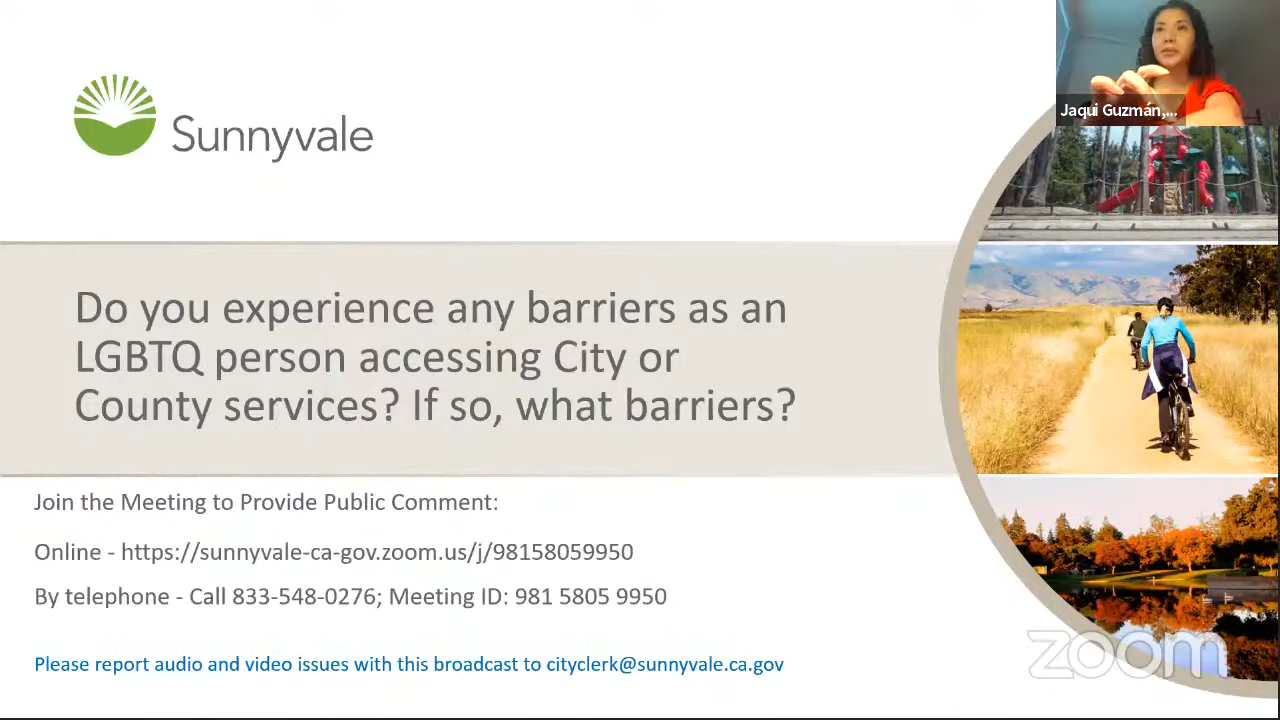 Sunnyvale
Jaqui Guzmán,...
Do you experience any barriers as an
LGBTQ person accessing City or
County services? If so, what barriers?
Join the Meeting to Provide Public Comment:
Online - https://sunnyvale-ca-gov.zoom.us/j/98158059950
By telephone - Call 833-548-0276; Meeting ID: 981 5805 9950
Please report audio and video issues with this broadcast to cityclerk@sunnyvale.ca.gov
zoom